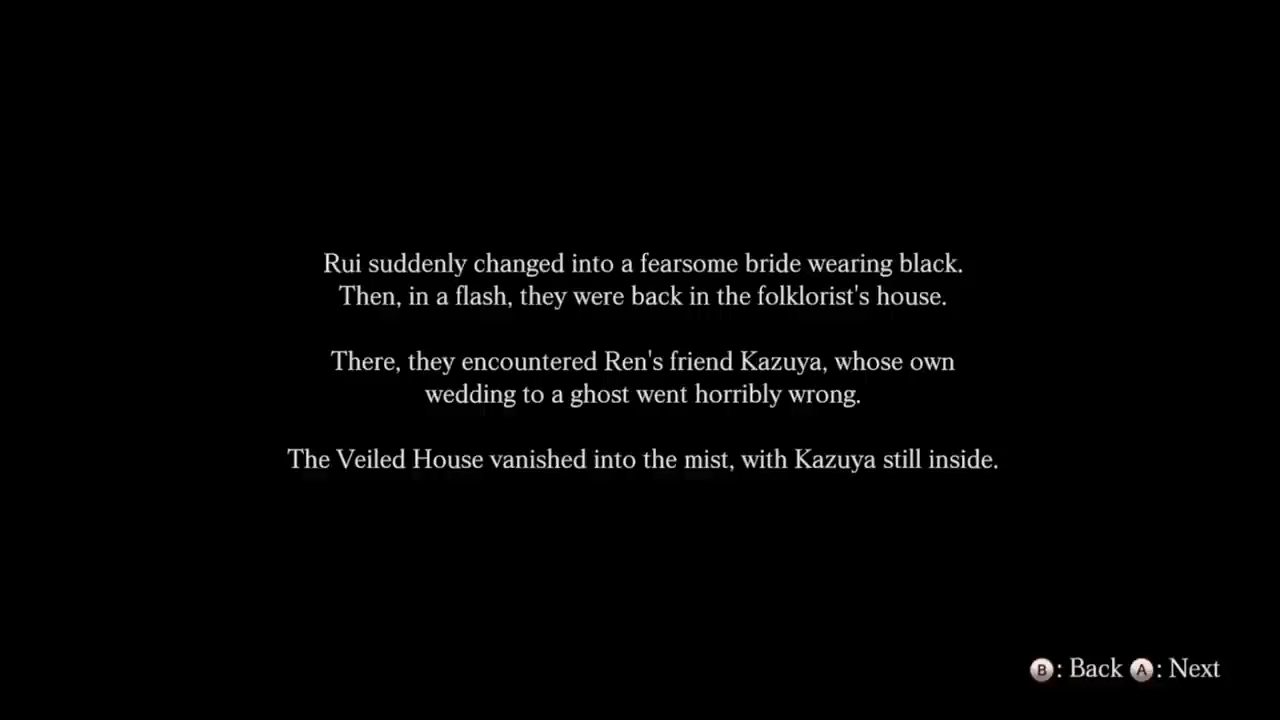 Rui suddenly changed into a fearsome bride wearing black.
Then, in a flash, they were back in the folklorist's house.
There, they encountered Ren's friend Kazuya, whose own
wedding to a ghost went horribly wrong.
The Veiled House vanished into the mist, with Kazuya still inside.
B: Back A: Next